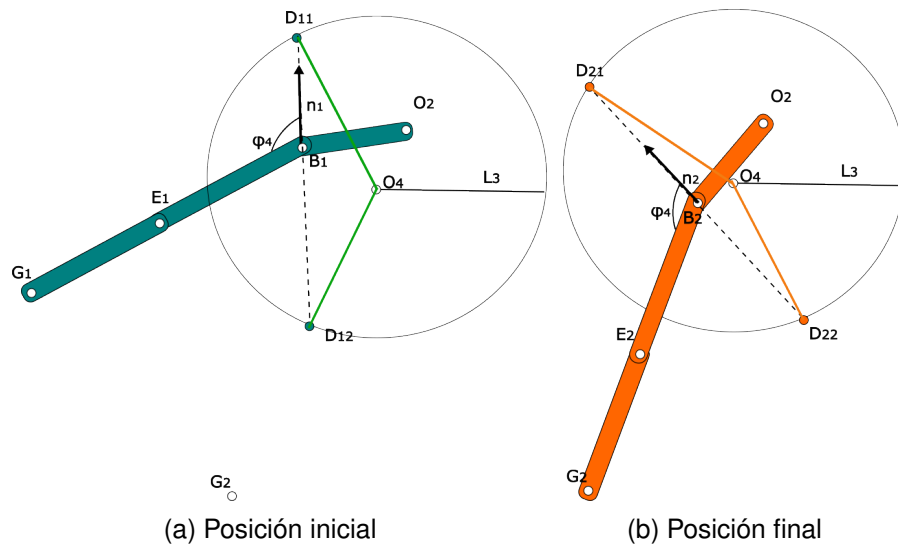 D11
n1
O2
φ4
B1
E1
O4
L3
G1
D12
G2
(a) Posición inicial
D21
O2
n2
O4
L3
φ4
B2
E2
D22
G2
(b) Posición final